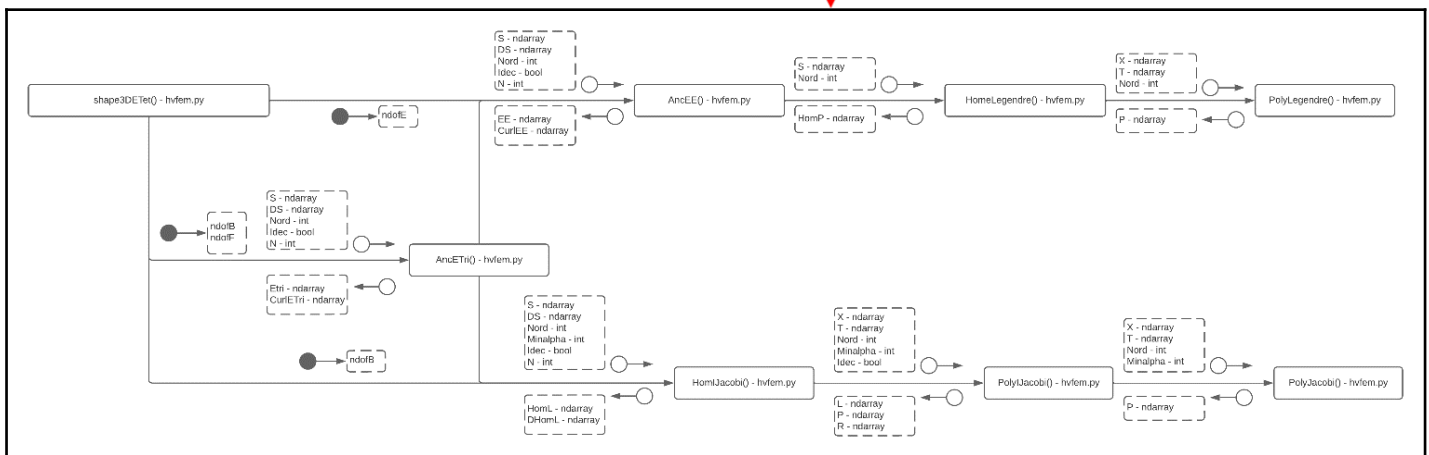 shape3DETet() - hvfem.py
ndofE
S - ndarray
DS - ndarray
Nord - int
Idec - bool
N - int
EE - ndarray
CurlEE - ndarray
AncEE() - hvfem.py
S - ndarray
Nord - int
HomP - ndarray
HomeLegendre() - hvfem.py
X - ndarray
T - ndarray
Nord - int
P - ndarray
PolyLegendre() - hvfem.py
ndofB
ndofF
S - ndarray
DS - ndarray
Nord - int
Idec - bool
N - int
Etri - ndarray
CurlETri - ndarray
AncETri() - hvfem.py
ndofB
S - ndarray
DS - ndarray
Nord - int
Minalpha - int
Idec - bool
N - int
HomL - ndarray
DHomL - ndarray
HomIJacobi() - hvfem.py
X - ndarray
T - ndarray
Nord - int
Minalpha - int
Idec - bool
L - ndarray
P - ndarray
R - ndarray
PolyIJacobi() - hvfem.py
X - ndarray
T - ndarray
Nord - int
Minalpha - int
P - ndarray
PolyJacobi() - hvfem.py